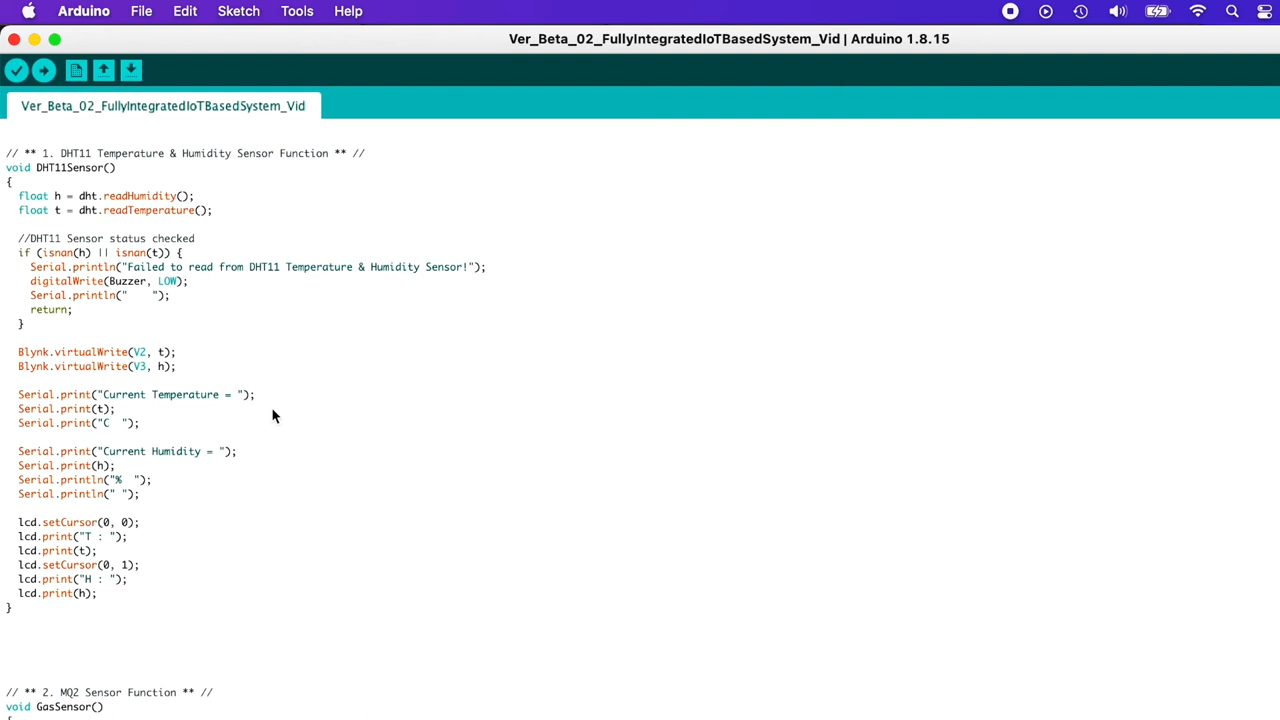 Arduino File Edit Sketch Tools Help
Ver_Beta_02_FullyIntegratedIoTBasedSystem_Vid | Arduino 1.8.15
Ver_Beta_02_FullyIntegratedIoTBasedSystem_Vid
// ** 1. DHT11 Temperature & Humidity Sensor Function ** //
void DHT11Sensor()
{
  float h = dht.readHumidity();
  float t = dht.readTemperature();
  //DHT11 Sensor status checked
  if (isnan(h) || isnan(t)) {
    Serial.println("Failed to read from DHT11 Temperature & Humidity Sensor!");
    digitalWrite(Buzzer, LOW);
    Serial.println("    ");
    return;
  }
  Blynk.virtualWrite(V2, t);
  Blynk.virtualWrite(V3, h);
  Serial.print("Current Temperature = ");
  Serial.print(t);
  Serial.print("C  ");
  Serial.print("Current Humidity = ");
  Serial.print(h);
  Serial.println("%  ");
  Serial.println(" ");
  lcd.setCursor(0, 0);
  lcd.print("T : ");
  lcd.print(t);
  lcd.setCursor(0, 1);
  lcd.print("H : ");
  lcd.print(h);
}
// ** 2. MQ2 Sensor Function ** //
void GasSensor()
{